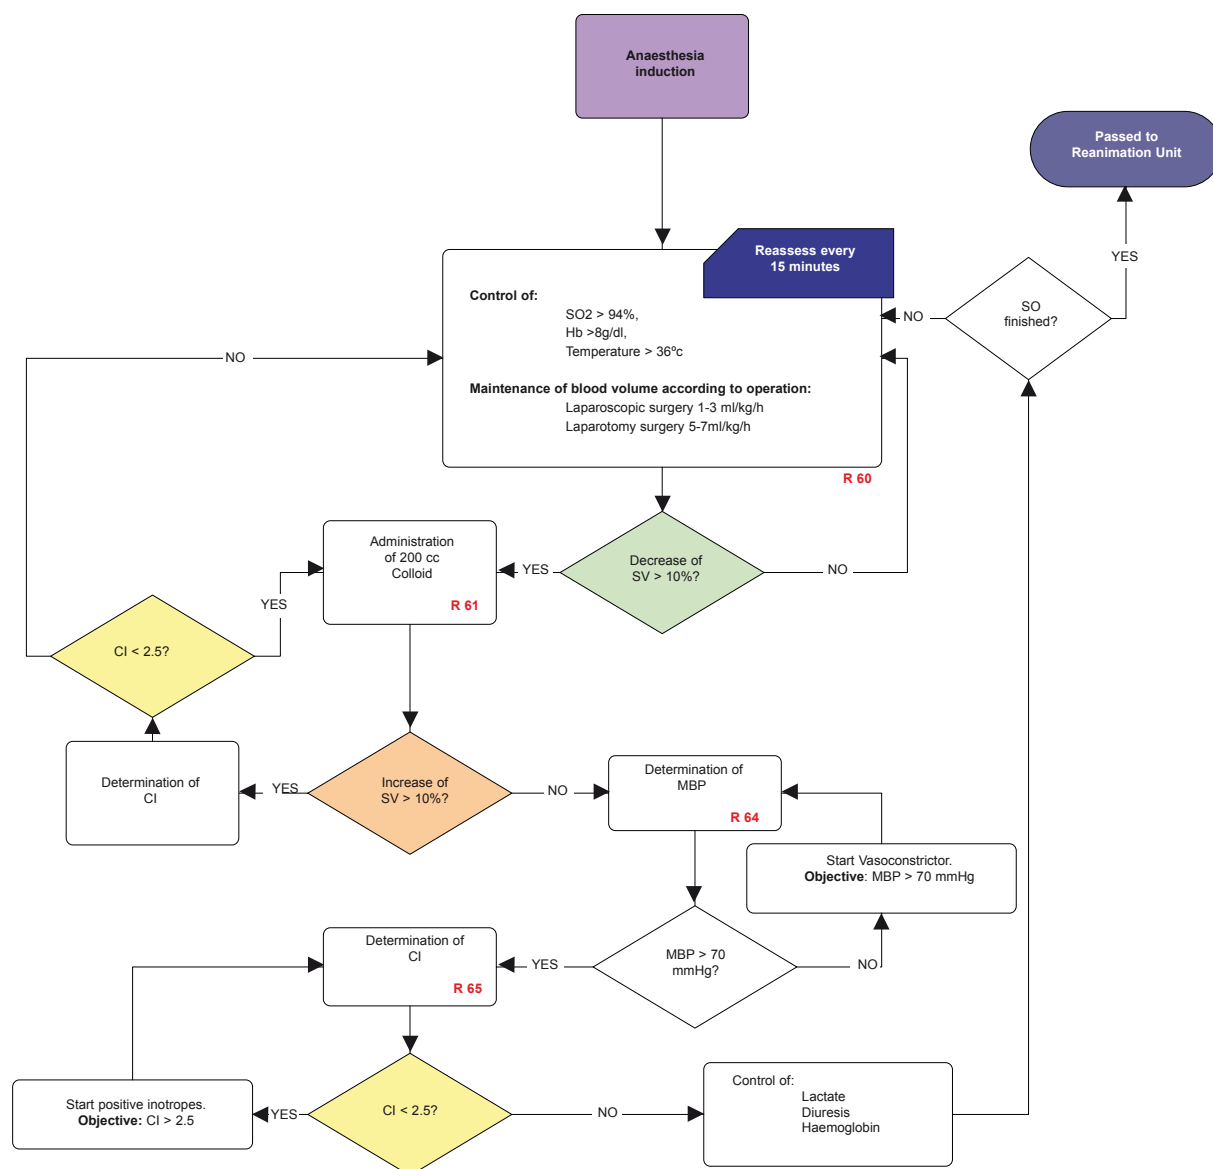 Anaesthesia
induction
Passed to
Reanimation Unit
Reassess every
15 minutes
YES
SO
finished?
NO
Control of:
SO2 > 94%,
Hb >8g/dl,
Temperature > 36ºc
NO
Maintenance of blood volume according to operation:
Laparoscopic surgery 1-3 ml/kg/h
Laparotomy surgery 5-7ml/kg/h
R 60
Administration
of 200 cc
Colloid
R 61
YES
Decrease of
SV > 10%?
NO
YES
CI < 2.5?
Determination of
CI
YES
Increase of
SV > 10%?
NO
Determination of
MBP
R 64
Start Vasoconstrictor.
Objective: MBP > 70 mmHg
Determination of
CI
R 65
YES
MBP > 70
mmHg?
NO
Start positive inotropes.
Objective: CI > 2.5
YES
CI < 2.5?
NO
Control of:
Lactate
Diuresis
Haemoglobin